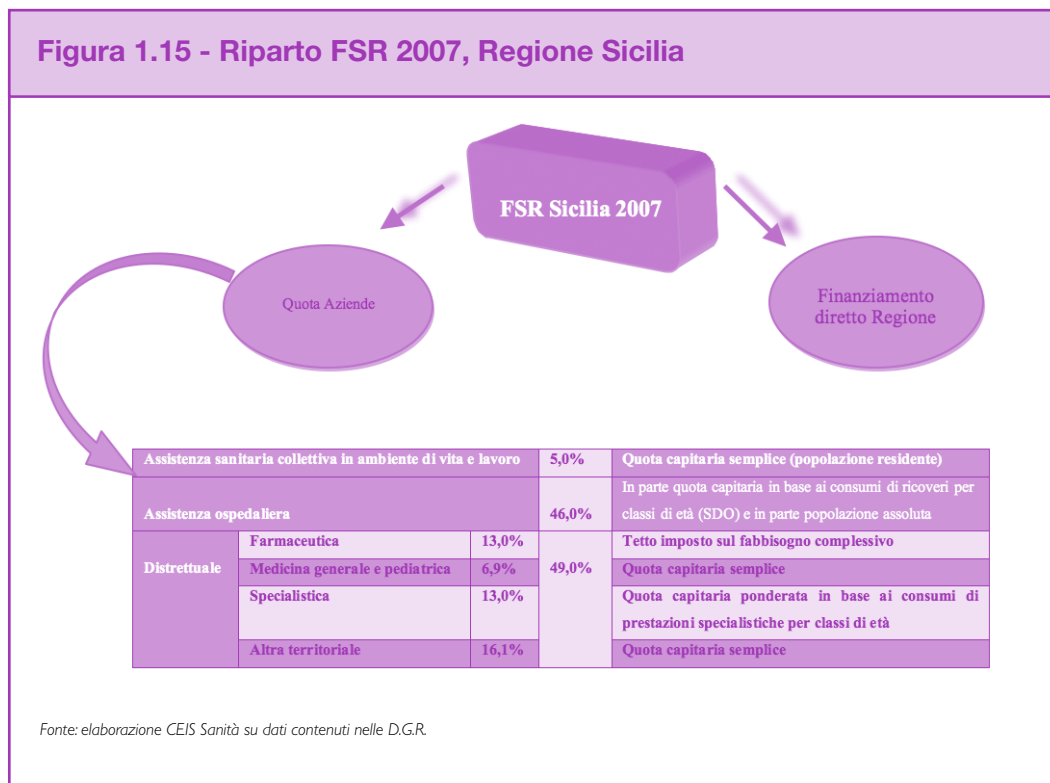 Figura 1.15 - Riparto FSR 2007, Regione Sicilia
FSR Sicilia 2007
Quota Aziende
Finanziamento
diretto Regione
Assistenza sanitaria collettiva in ambiente di vita e lavoro 5,0% Quota capitaria semplice (popolazione residente)
In parte quota capitaria in base ai consumi di ricoveri per
Assistenza ospedaliera 46,0% classi di età (SDO) e in parte popolazione assoluta
Farmaceutica 13,0% Tetto imposto sul fabbisogno complessivo
Distrettuale Medicina generale e pediatrica 6,9% 49,0% Quota capitaria semplice
Specialistica 13,0% Quota capitaria ponderata in base ai consumi di
prestazioni specialistiche per classi di età
Altra territoriale 16,1% Quota capitaria semplice
Fonte: elaborazione CEIS Sanità su dati contenuti nelle D.G.R.